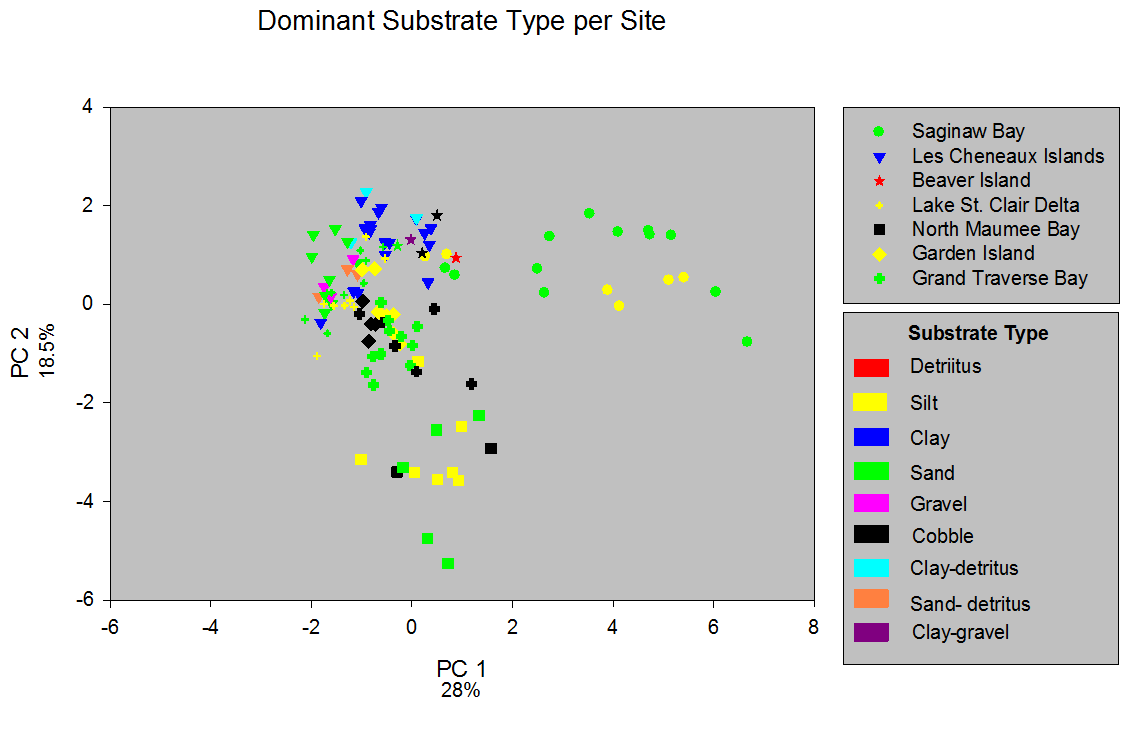 Dominant Substrate Type per Site
4
2
0
-2
-4
-6
PC 2
18.5%
-6
-4
-2
0
2
4
6
8
PC 1
28%
Saginaw Bay
Les Cheneaux Islands
Beaver Island
Lake St. Clair Delta
North Maumee Bay
Garden Island
Grand Traverse Bay
Substrate Type
Detriitus
Silt
Clay
Sand
Gravel
Cobble
Clay-detritus
Sand- detritus
Clay-gravel